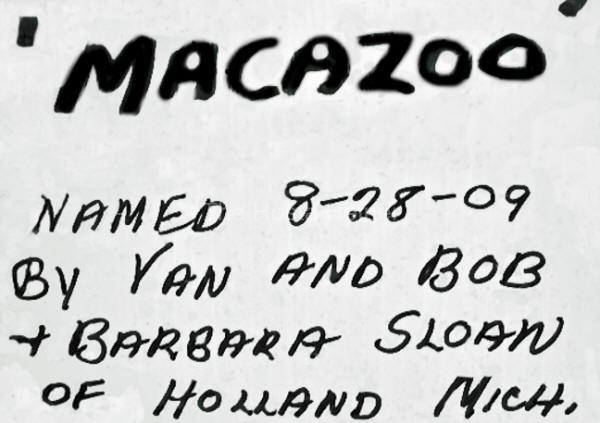 'MACAZOO'
NAMED 8-28-09
BY VAN AND BOB
+ BARBARA SLOAN
OF HOLLAND MICH.